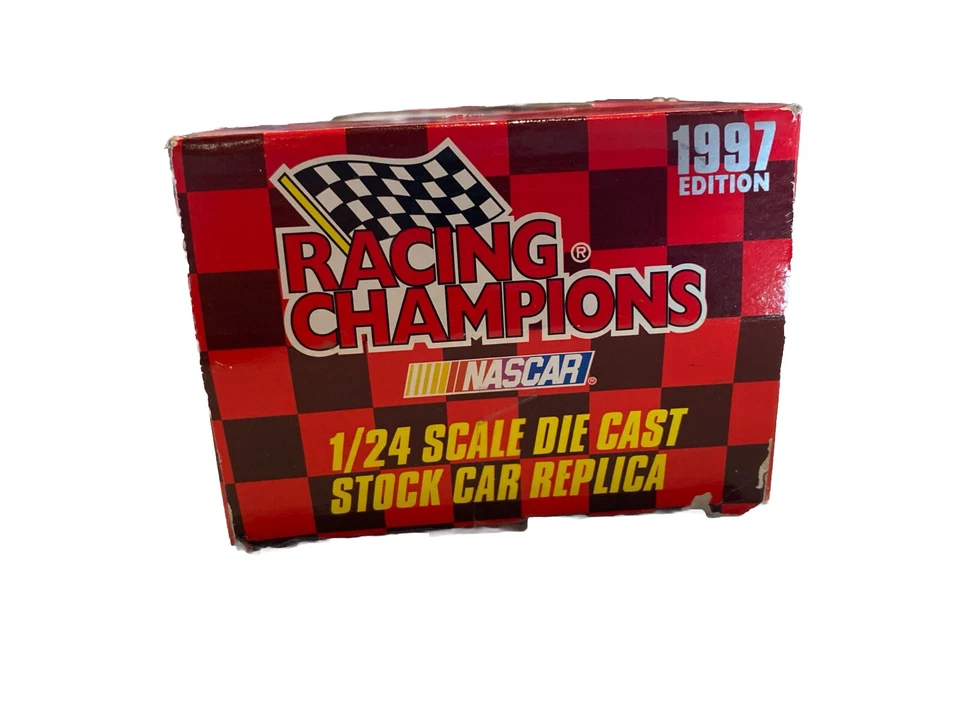 1997
EDITION
RACING ®
CHAMPIONS
NASCAR®
1/24 SCALE DIE CAST
STOCK CAR REPLICA